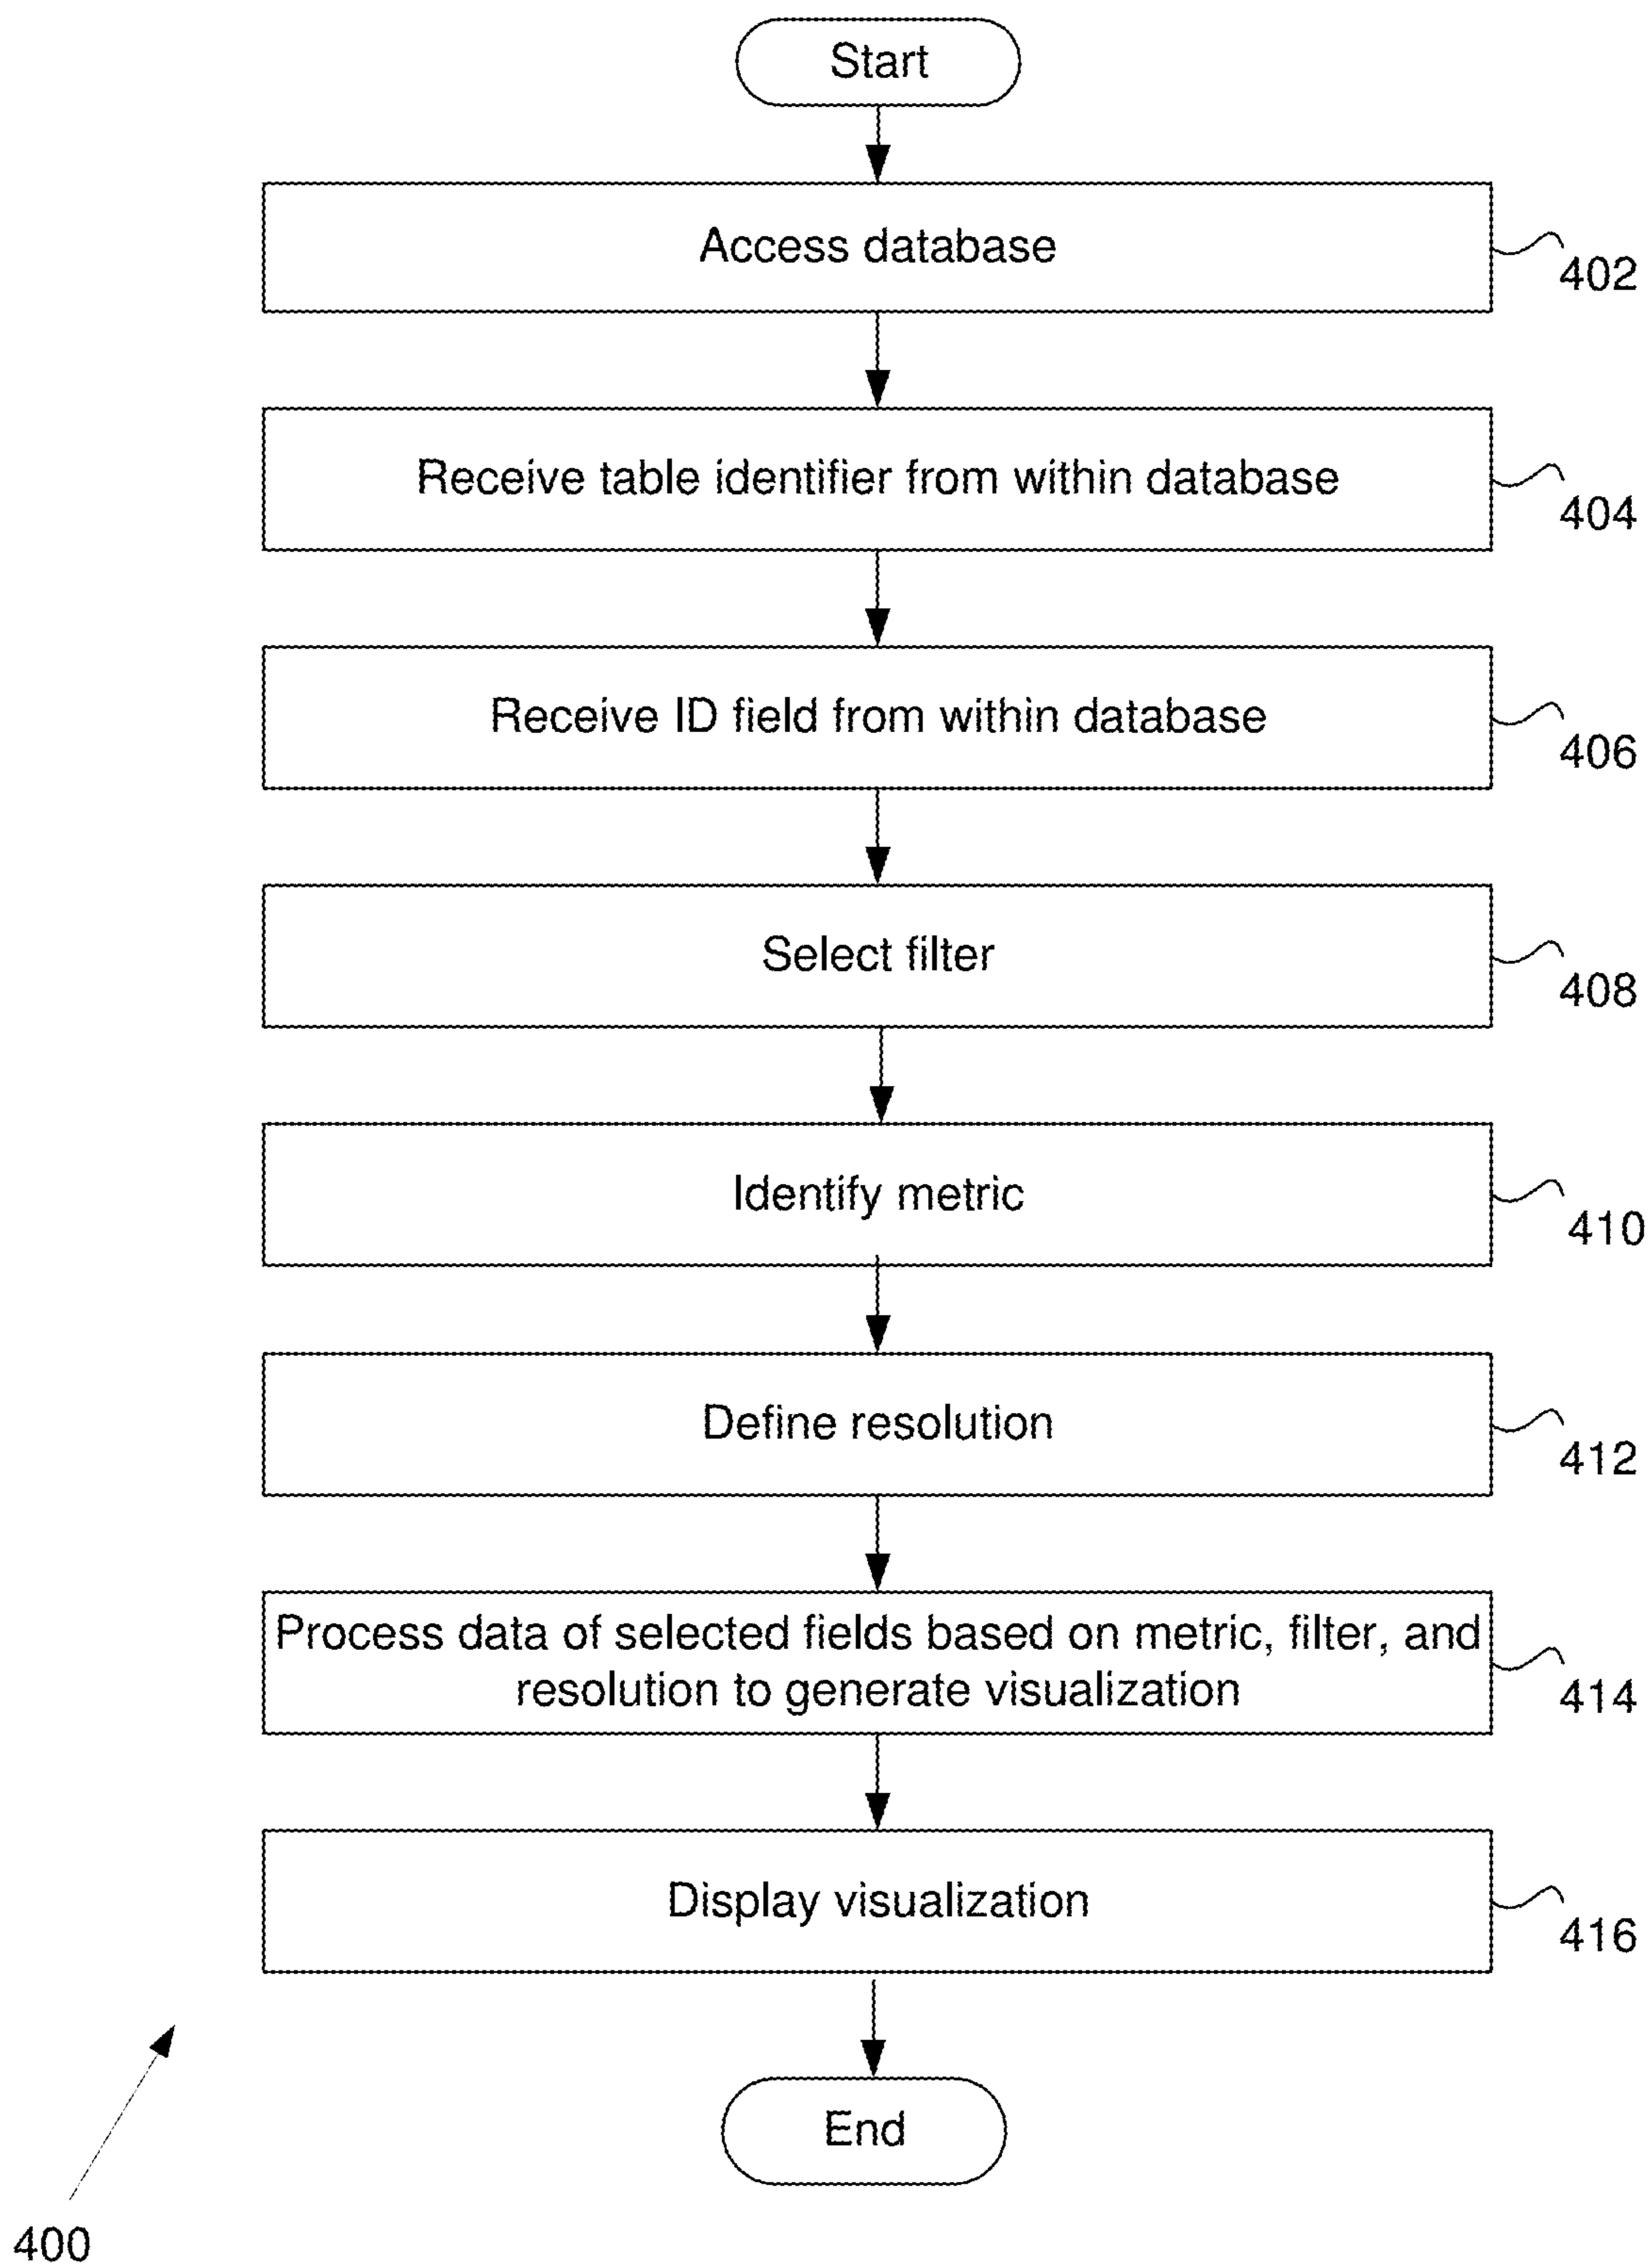 Start
Access database
402
Receive table identifier from within database
404
Receive ID field from within database
406
Select filter
408
Identify metric
410
Define resolution
412
Process data of selected fields based on metric, filter, and
resolution to generate visualization
414
Display visualization
416
End
400